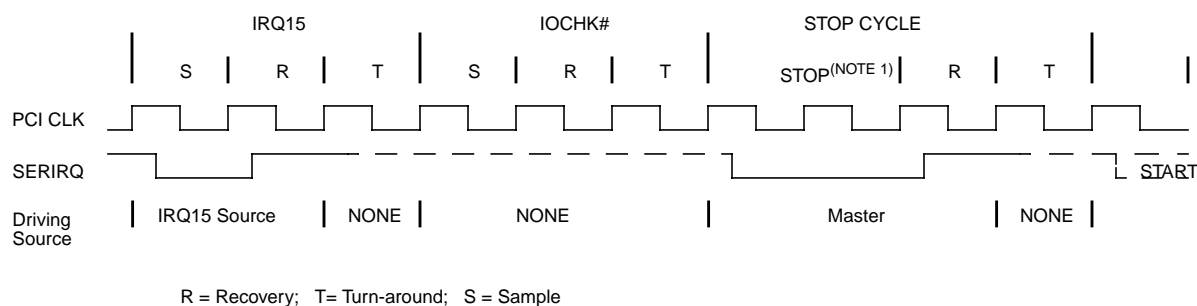 IRQ15 IOCHK# STOP CYCLE
S R T S R T STOP(NOTE 1) R T
PCI CLK
SERIRQ START
Driving Source IRQ15 Source NONE NONE Master NONE
R = Recovery; T= Turn-around; S = Sample